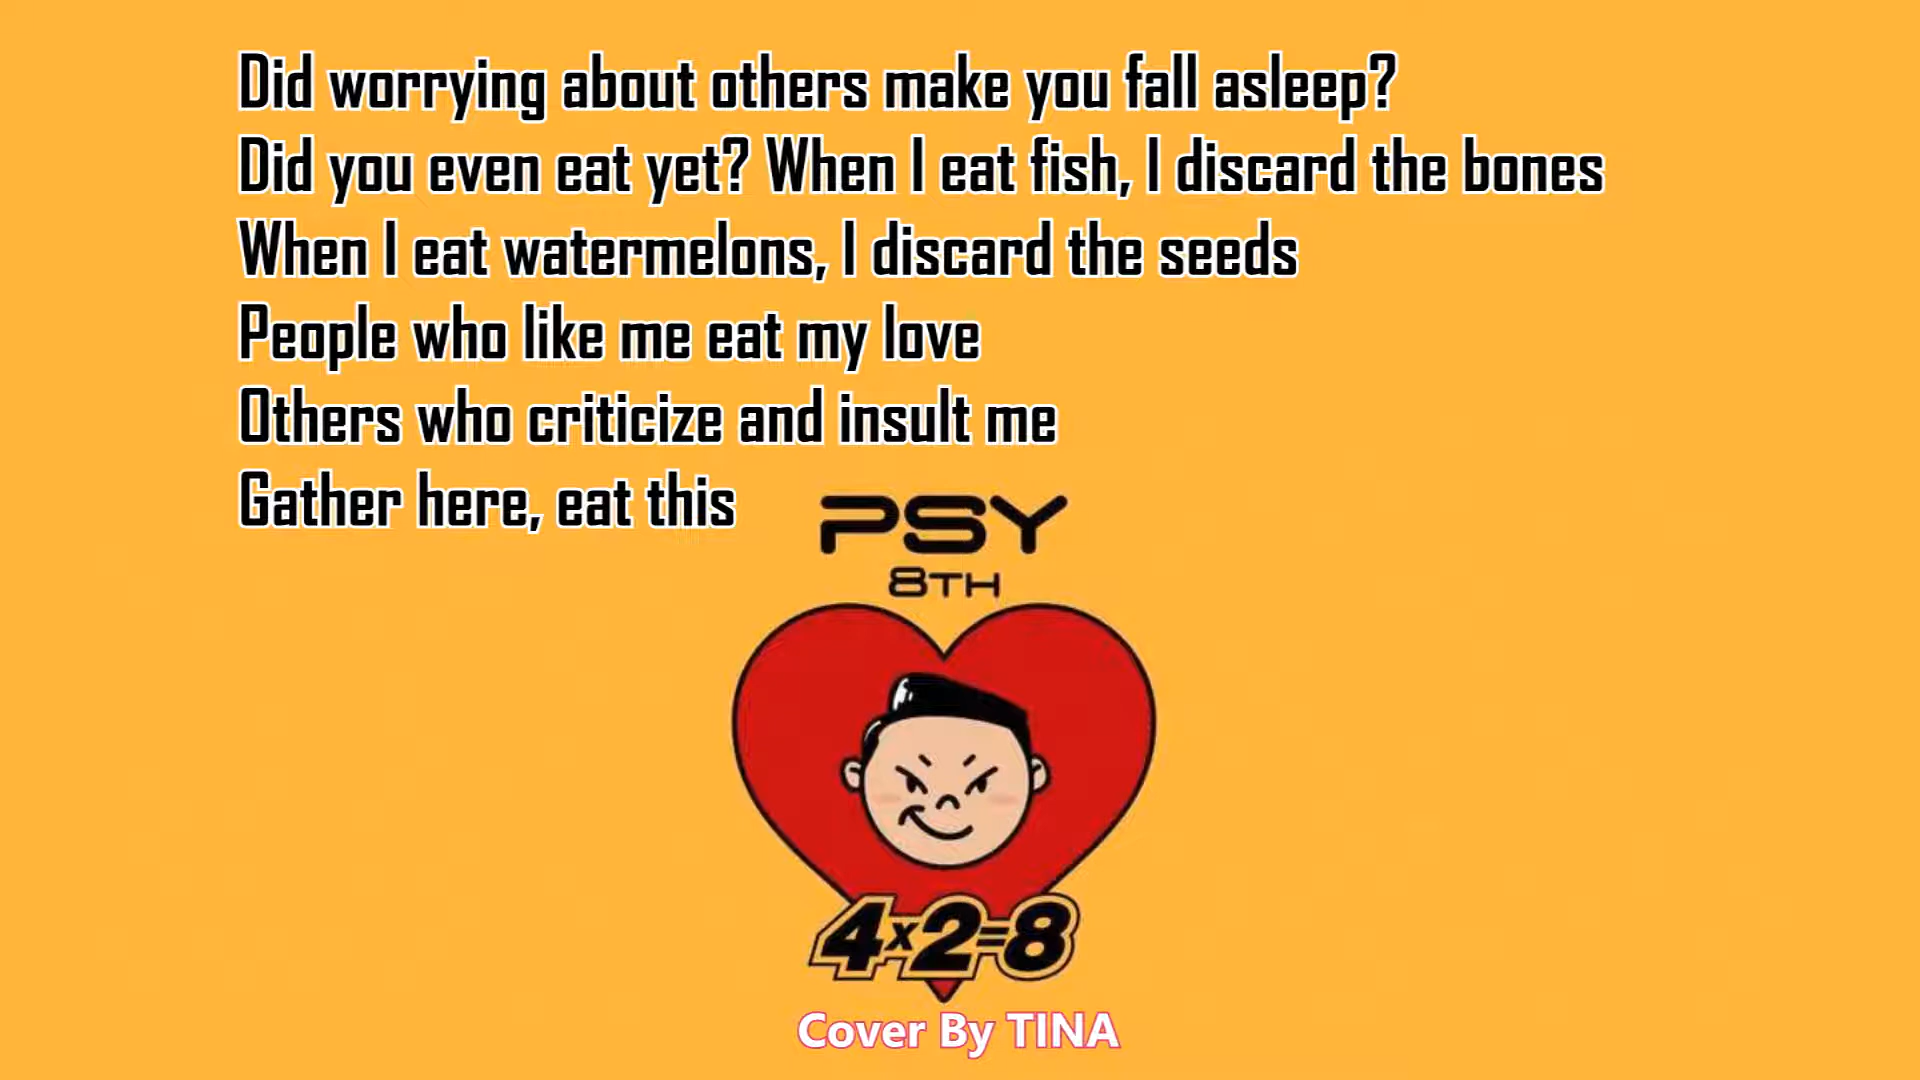 Did worrying about others make you fall asleep?
Did you even eat yet? When I eat fish, I discard the bones
When I eat watermelons, I discard the seeds
People who like me eat my love
Others who criticize and insult me
Gather here, eat this
PSY
8TH
4x2=8
Cover By TINA